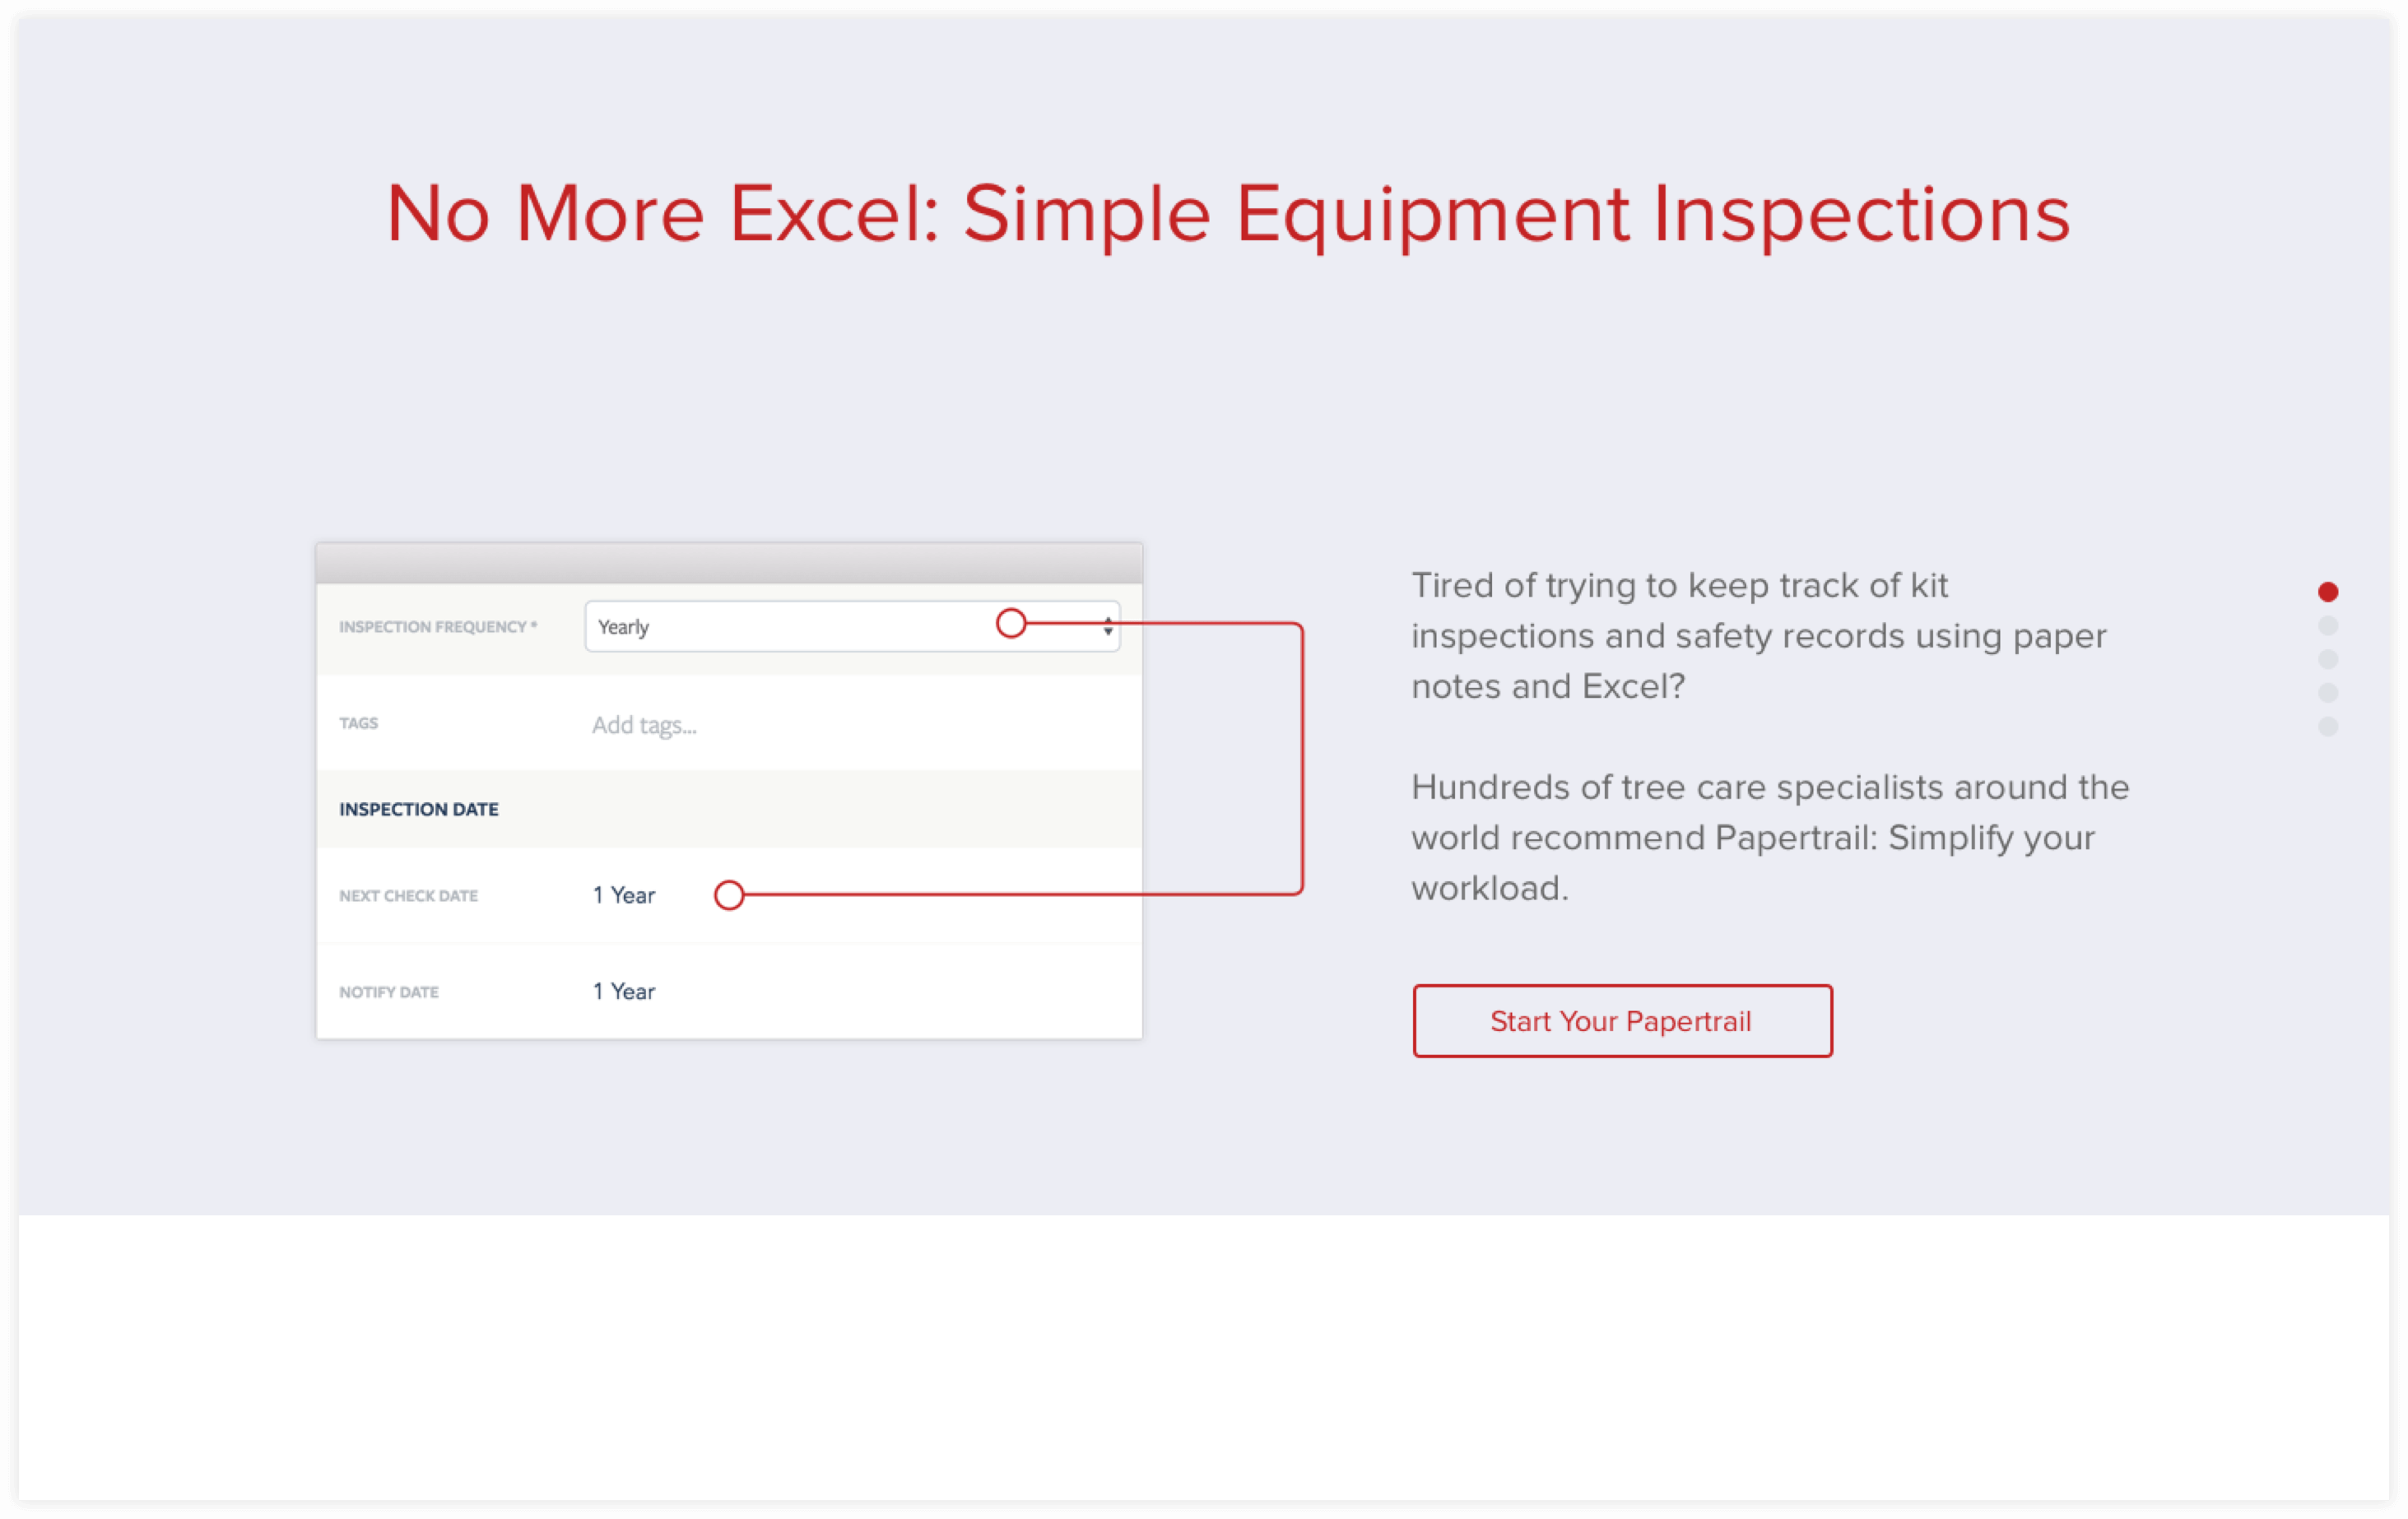 No More Excel: Simple Equipment Inspections
INSPECTION FREQUENCY *
Yearly
TAGS
Add tags...
INSPECTION DATE
NEXT CHECK DATE
1 Year
NOTIFY DATE
1 Year
Tired of trying to keep track of kit
inspections and safety records using paper
notes and Excel?
Hundreds of tree care specialists around the
world recommend Papertrail: Simplify your
workload.
Start Your Papertrail